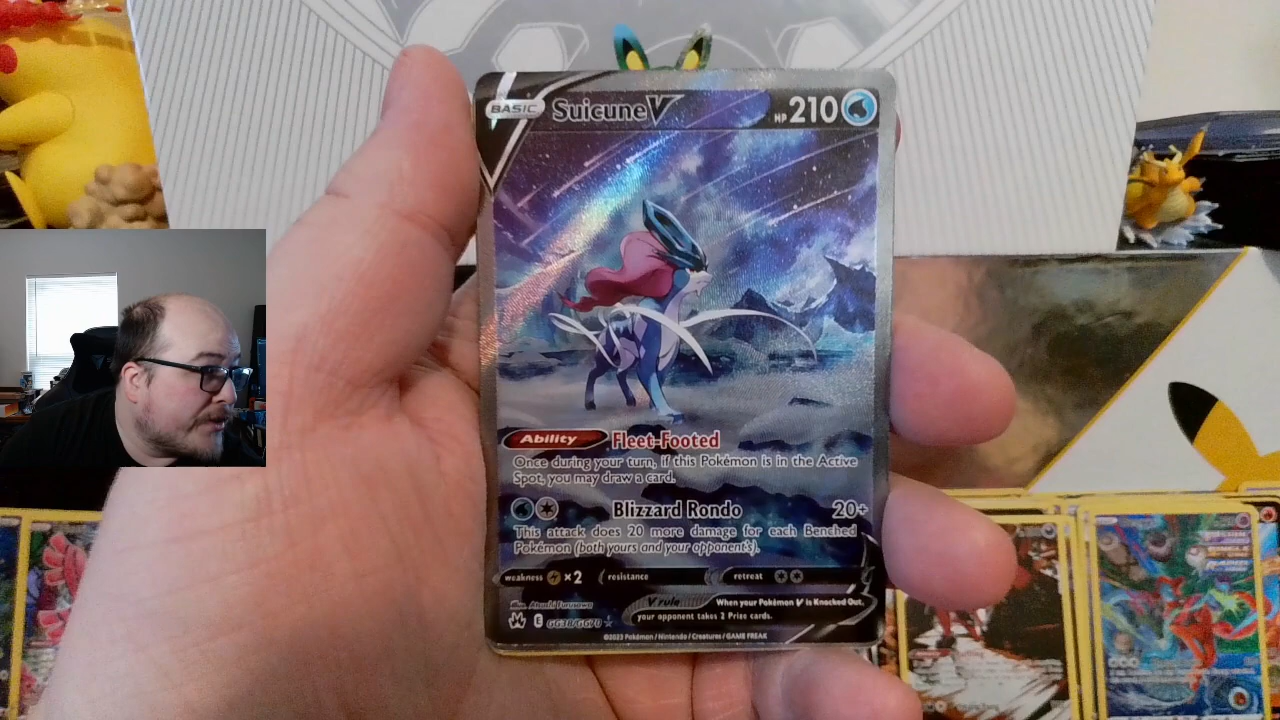 BASIC Suicune V HP 210
Ability Fleet-Footed
Once during your turn, if this Pokémon is in the Active
Spot, you may draw a card.
Blizzard Rondo 20+
This attack does 20 more damage for each Benched
Pokémon (both yours and your opponent's).
weakness ×2 resistance retreat
Illus. Atsushi Furusawa
V rule When your Pokémon V is Knocked Out,
your opponent takes 2 Prize cards.
E GG38/GG70
©2023 Pokémon / Nintendo / Creatures / GAME FREAK